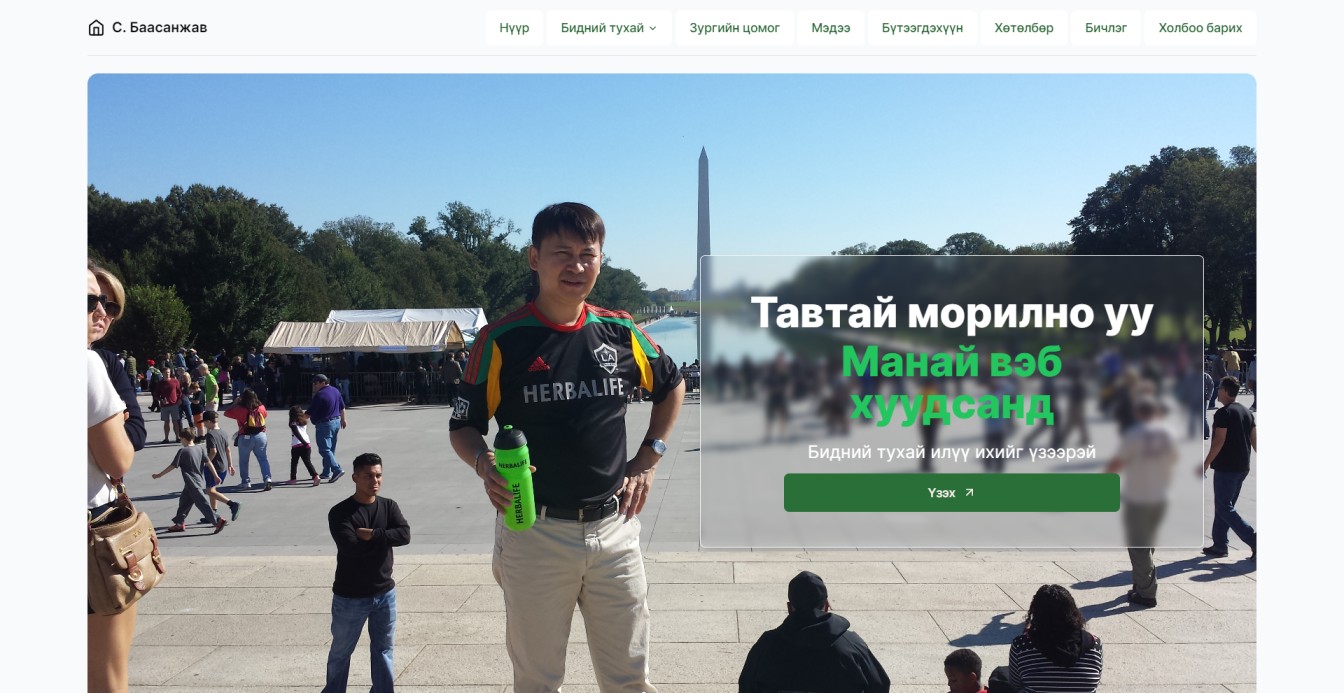 С. Баасанжав
Нүүр
Бидний тухай
Зургийн цомог
Мэдээ
Бүтээгдэхүүн
Хөтөлбөр
Бичлэг
Холбоо барих
Тавтай морилно уу
Манай вэб
хуудсанд
Бидний тухай илүү ихийг үзээрэй
Үзэх
LA
HERBALIFE
HERBALIFE
HERBALIFE